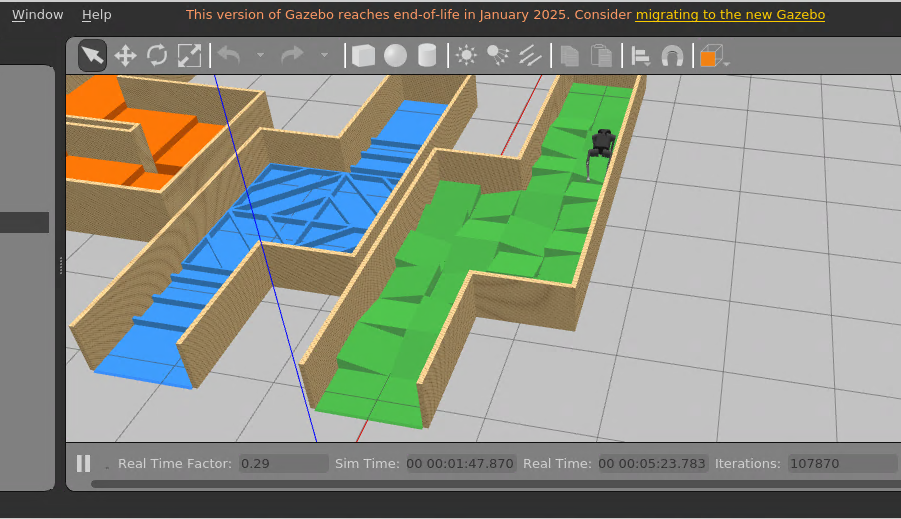 Window Help This version of Gazebo reaches end-of-life in January 2025. Consider migrating to the new Gazebo
Real Time Factor: 0.29 Sim Time: 00 00:01:47.870 Real Time: 00 00:05:23.783 Iterations: 107870